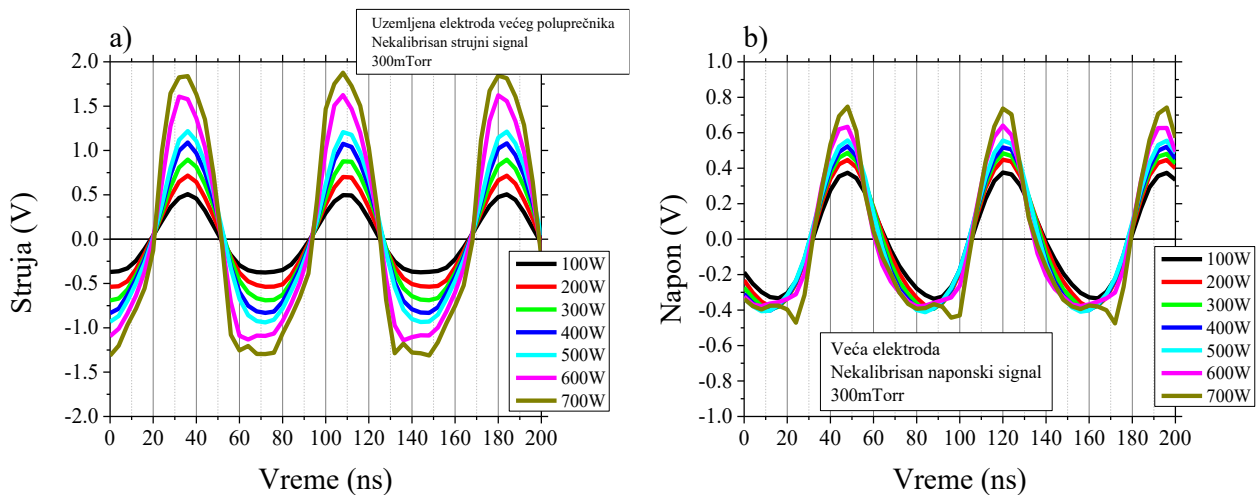 a)
Uzemljena elektroda većeg poluprečnika
Nekalibrisan strujni signal
300mTorr
2.0
1.5
1.0
0.5
0.0
-0.5
-1.0
-1.5
-2.0
Struja (V)
100W
200W
300W
400W
500W
600W
700W
0 20 40 60 80 100 120 140 160 180 200
Vreme (ns)
b)
1.0
0.8
0.6
0.4
0.2
0.0
-0.2
-0.4
-0.6
-0.8
-1.0
Napon (V)
Veća elektroda
Nekalibrisan naponski signal
300mTorr
100W
200W
300W
400W
500W
600W
700W
0 20 40 60 80 100 120 140 160 180 200
Vreme (ns)